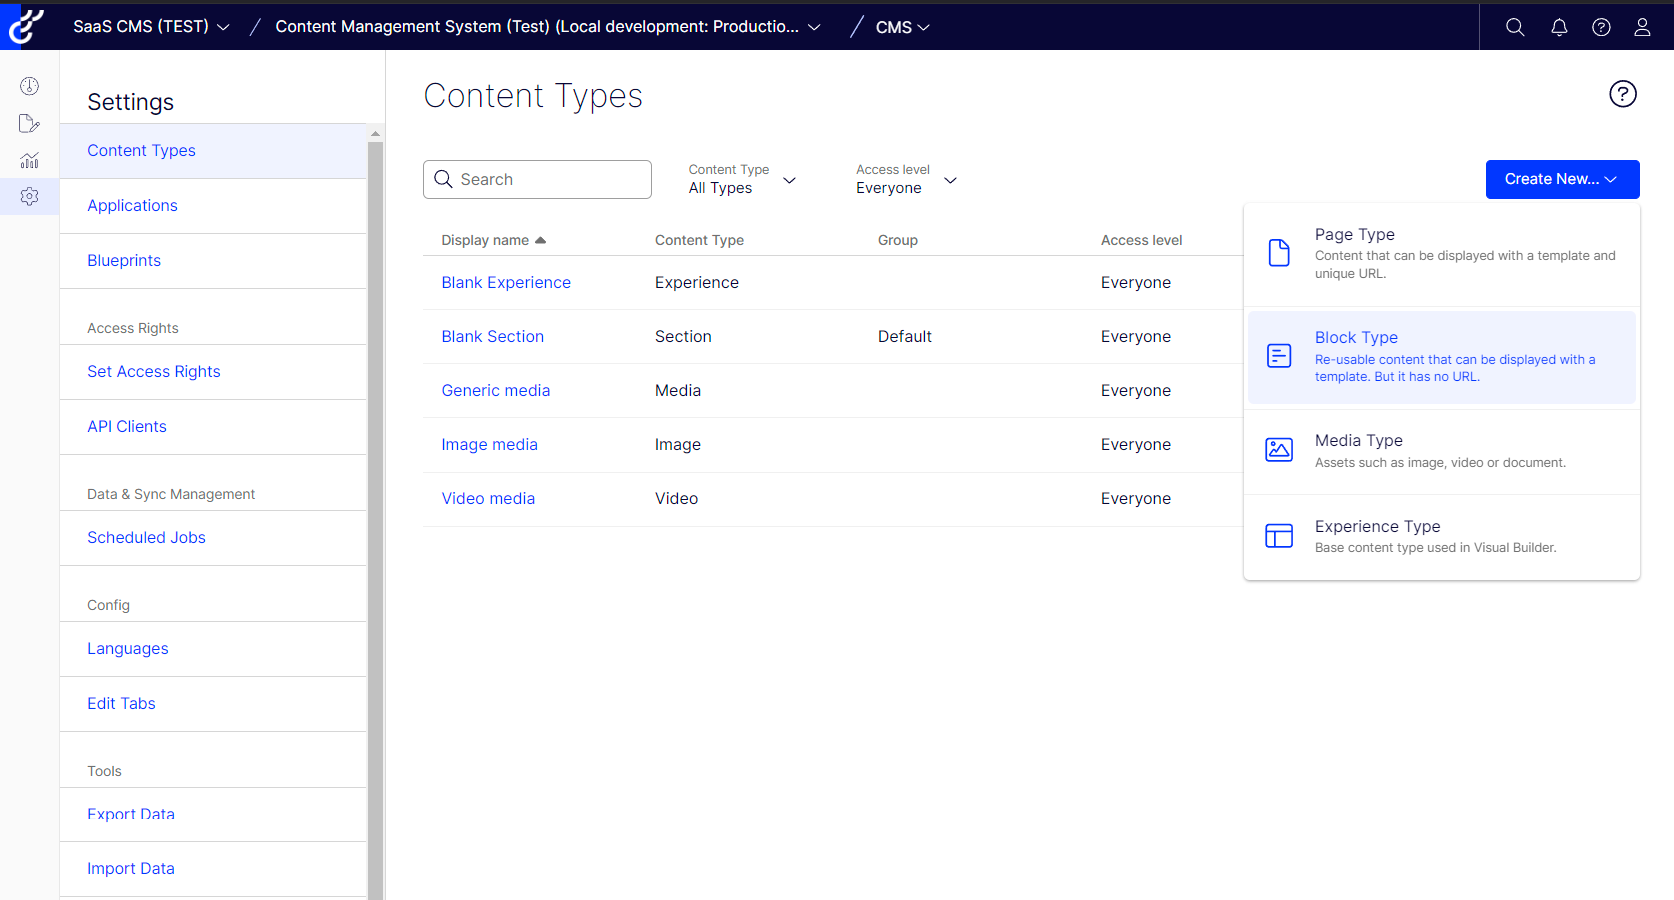 SaaS CMS (TEST)
Content Management System (Test) (Local development: Productio...
CMS
Settings
Content Types
Applications
Blueprints
Access Rights
Set Access Rights
API Clients
Data & Sync Management
Scheduled Jobs
Config
Languages
Edit Tabs
Tools
Export Data
Import Data
Content Types
?
Search
Content Type
All Types
Access level
Everyone
Create New...
Display name Content Type Group Access level
Blank Experience Experience Everyone
Blank Section Section Default Everyone
Generic media Media Everyone
Image media Image Everyone
Video media Video Everyone
Page Type
Content that can be displayed with a template and
unique URL.
Block Type
Re-usable content that can be displayed with a
template. But it has no URL.
Media Type
Assets such as image, video or document.
Experience Type
Base content type used in Visual Builder.